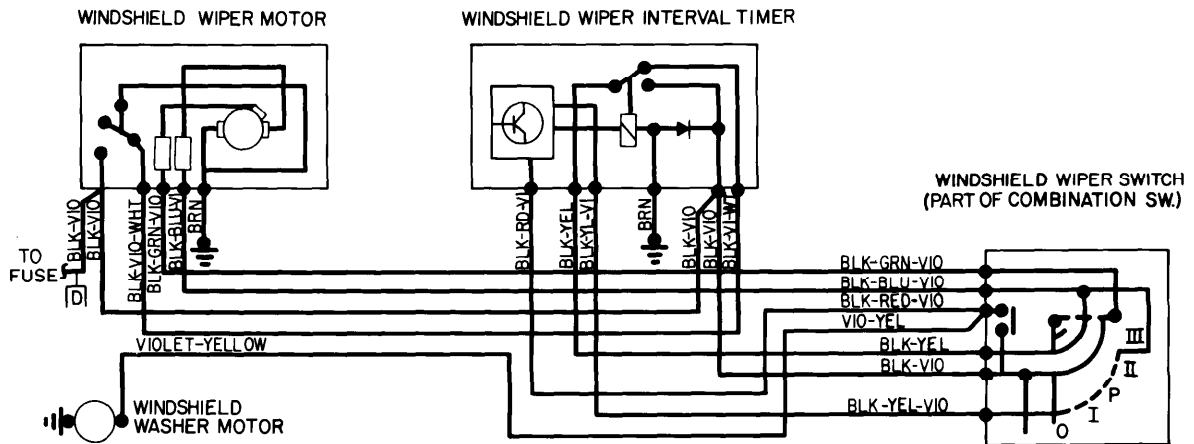 WINDSHIELD WIPER MOTOR
WINDSHIELD WIPER INTERVAL TIMER
WINDSHIELD WIPER SWITCH
(PART OF COMBINATION SW.)
BLK-VIO
BLK-VIO
BLK-VIO-WHT
BLK-GRN-VIO
BLK-BLU-VI
BRN
BLK-RD-VI
BLK-YEL
BLK-YL-VI
BRN
BLK-VIO
BLK-VIO
BLK-VI-WT
TO
FUSE
D
BLK-GRN-VIO
BLK-BLU-VIO
BLK-RED-VIO
VIO-YEL
BLK-YEL
BLK-VIO
BLK-YEL-VIO
III
II
P
I
O
VIOLET-YELLOW
WINDSHIELD
WASHER MOTOR